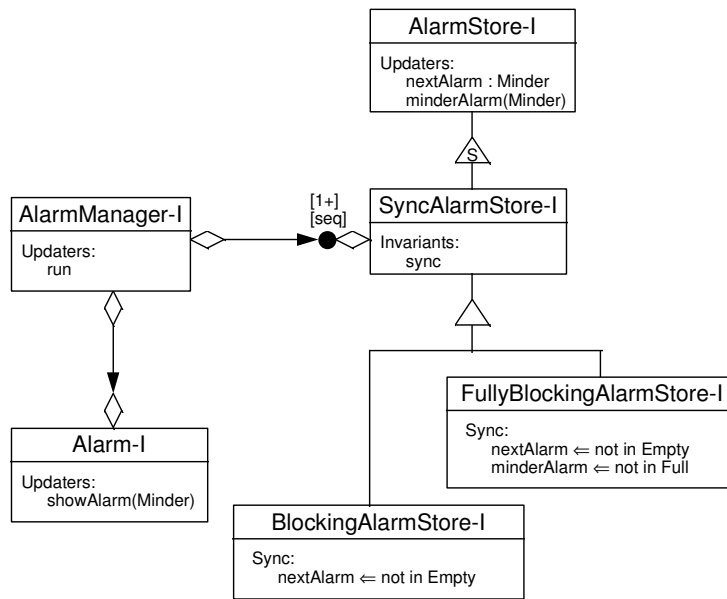 AlarmStore-I
Updaters:
nextAlarm : Minder
minderAlarm(Minder)
S
AlarmManager-I
Updaters:
run
[1+]
[seq]
SyncAlarmStore-I
Invariants:
sync
FullyBlockingAlarmStore-I
Sync:
nextAlarm ⇐ not in Empty
minderAlarm ⇐ not in Full
Alarm-I
Updaters:
showAlarm(Minder)
BlockingAlarmStore-I
Sync:
nextAlarm ⇐ not in Empty